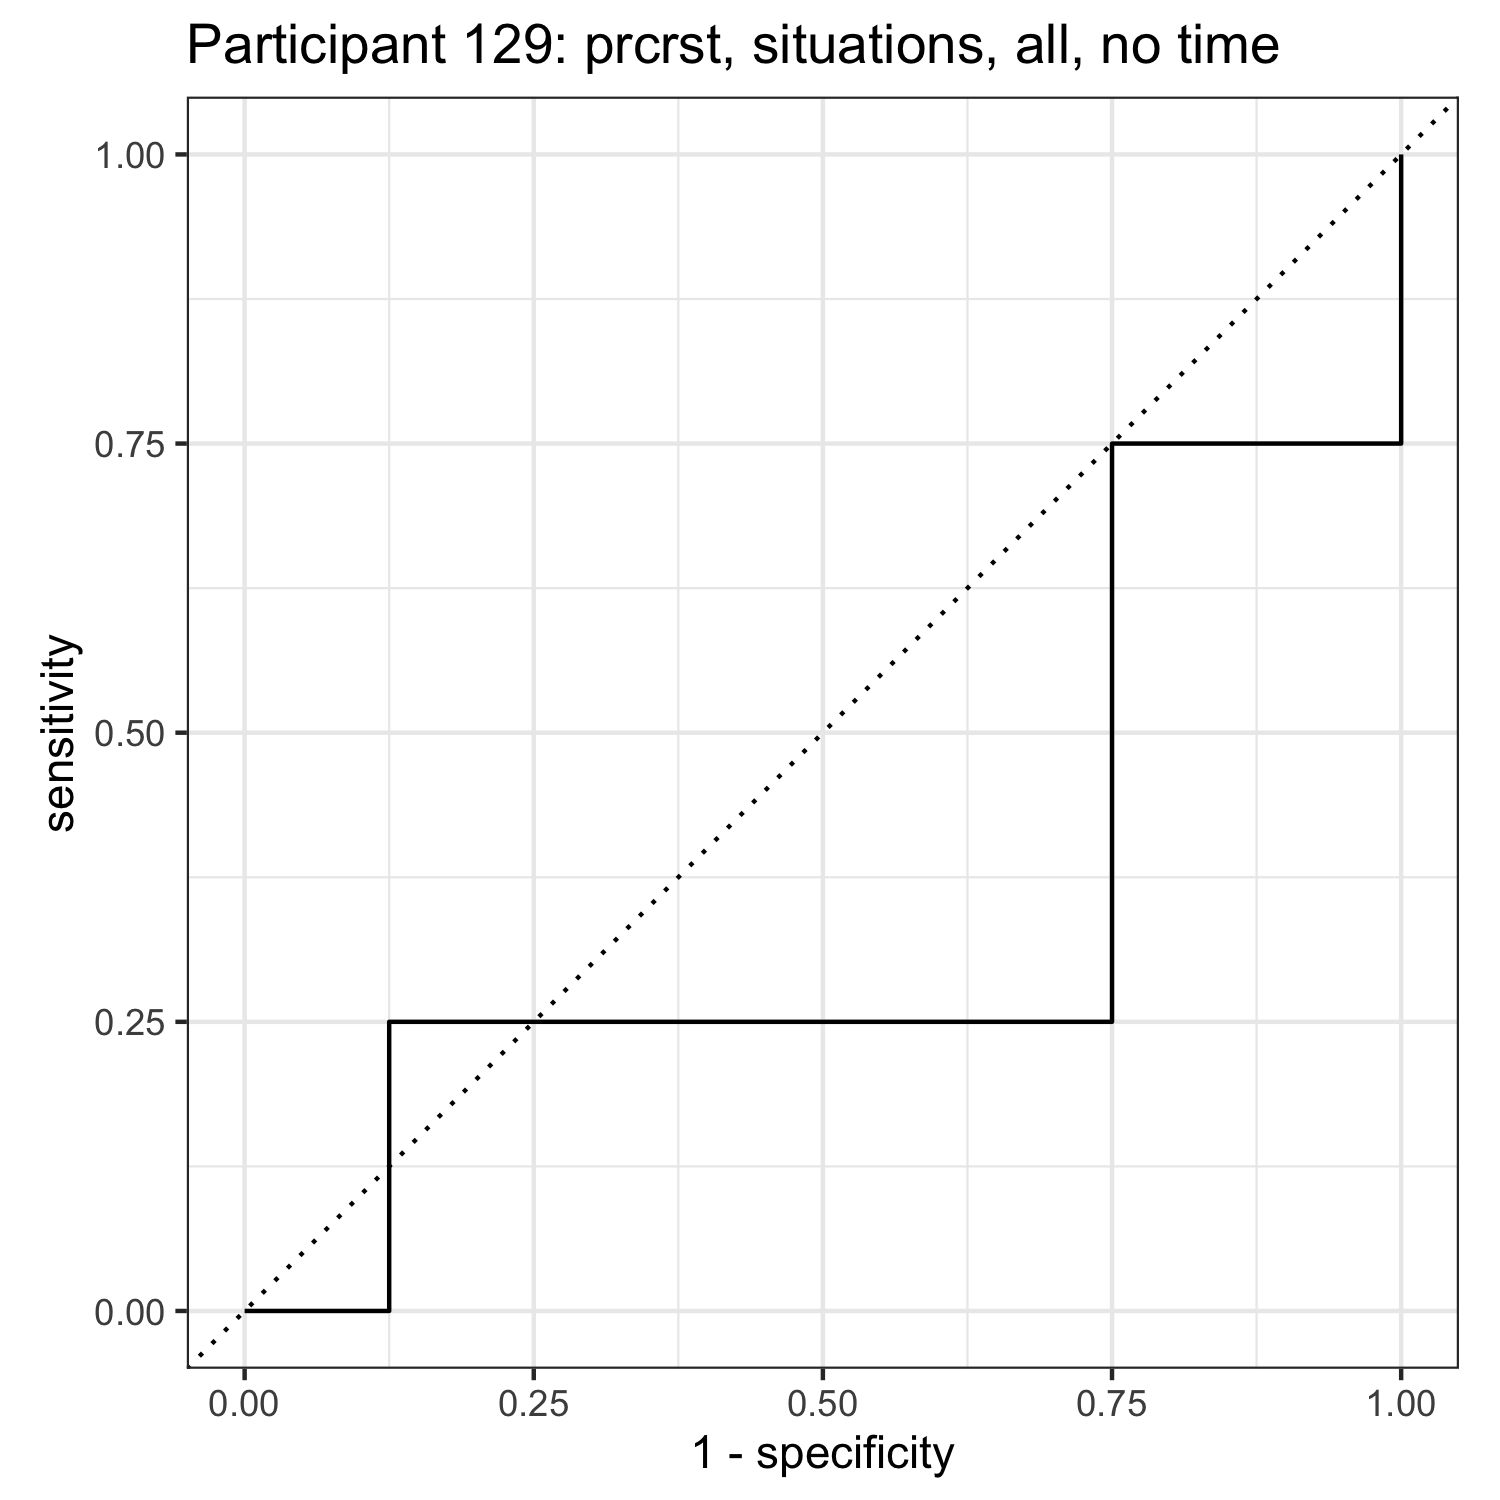 Participant 129: prcrst, situations, all, no time
1.00
0.75
0.50
0.25
0.00
sensitivity
0.00 0.25 0.50 0.75 1.00
1 - specificity